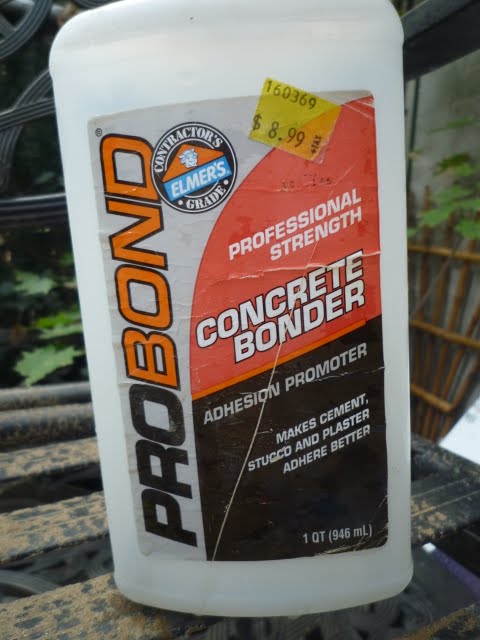 160369
$ 8.99
+TAX
PROBOND
®
CONTRACTOR'S
ELMER'S
GRADE
PROFESSIONAL
STRENGTH
CONCRETE
BONDER
ADHESION PROMOTER
MAKES CEMENT,
STUCCO AND PLASTER
ADHERE BETTER
1 QT (946 mL)